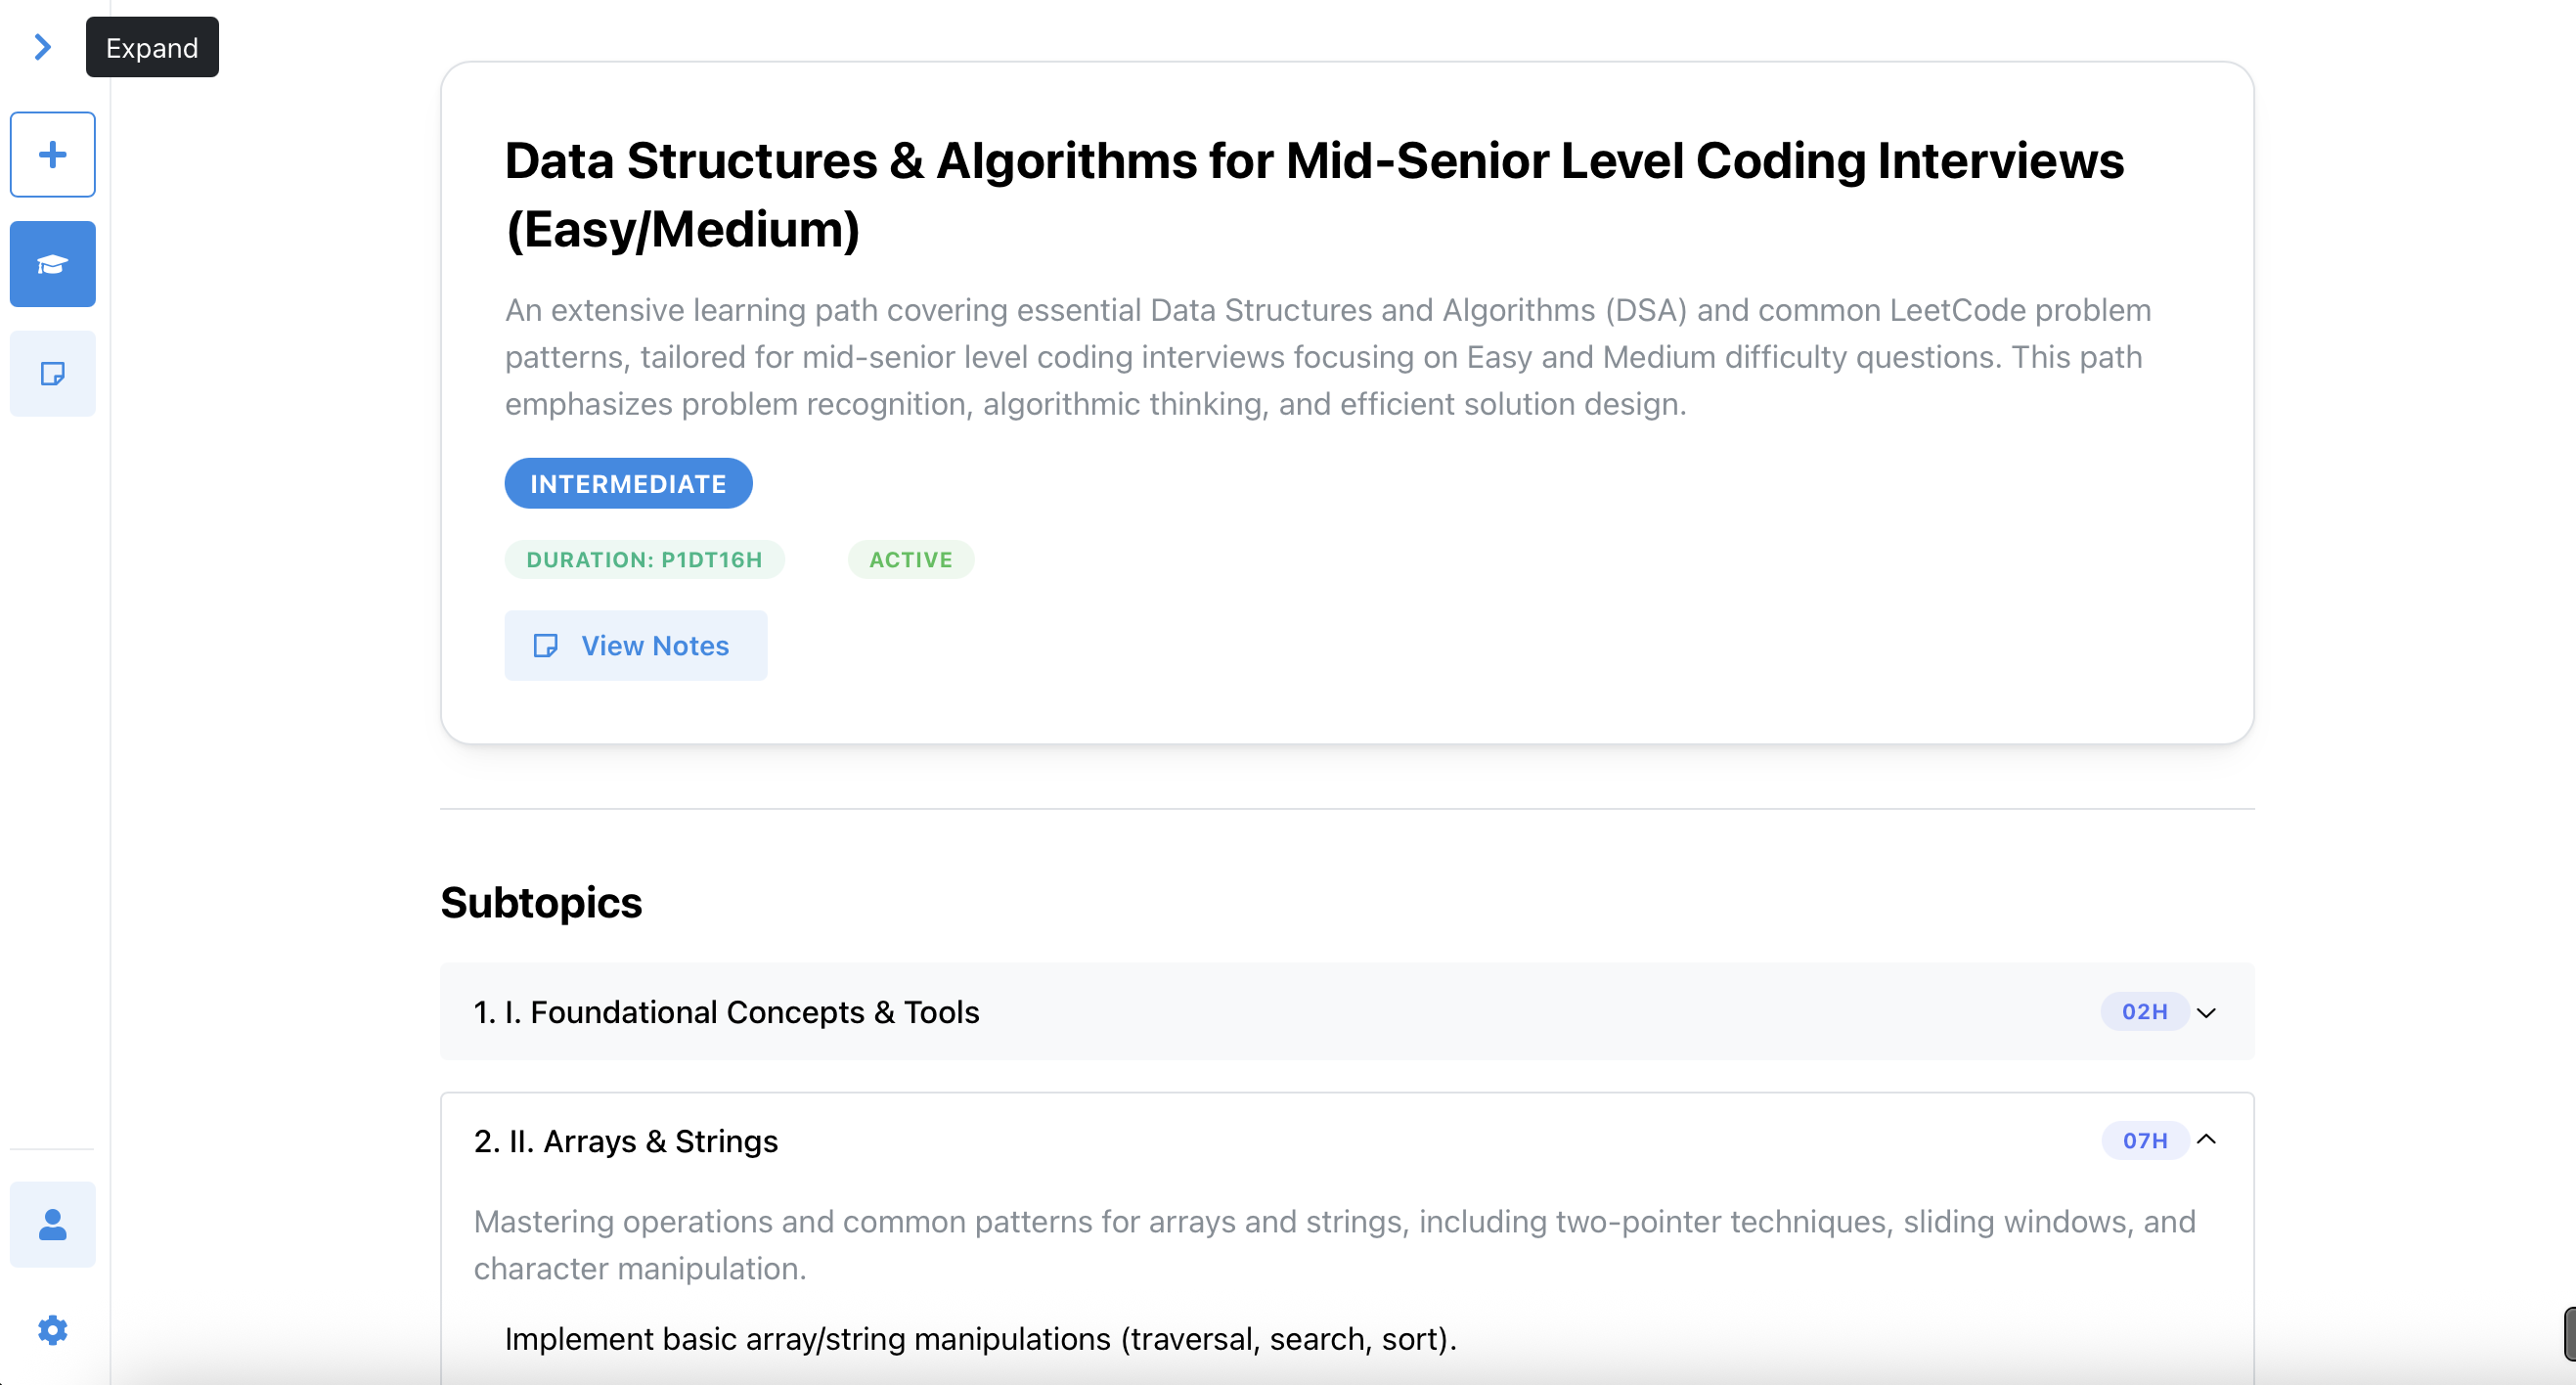 Expand
Data Structures & Algorithms for Mid-Senior Level Coding Interviews
(Easy/Medium)
An extensive learning path covering essential Data Structures and Algorithms (DSA) and common LeetCode problem
patterns, tailored for mid-senior level coding interviews focusing on Easy and Medium difficulty questions. This path
emphasizes problem recognition, algorithmic thinking, and efficient solution design.
INTERMEDIATE
DURATION: P1DT16H ACTIVE
View Notes
Subtopics
1. I. Foundational Concepts & Tools 02H
2. II. Arrays & Strings 07H
Mastering operations and common patterns for arrays and strings, including two-pointer techniques, sliding windows, and
character manipulation.
Implement basic array/string manipulations (traversal, search, sort).